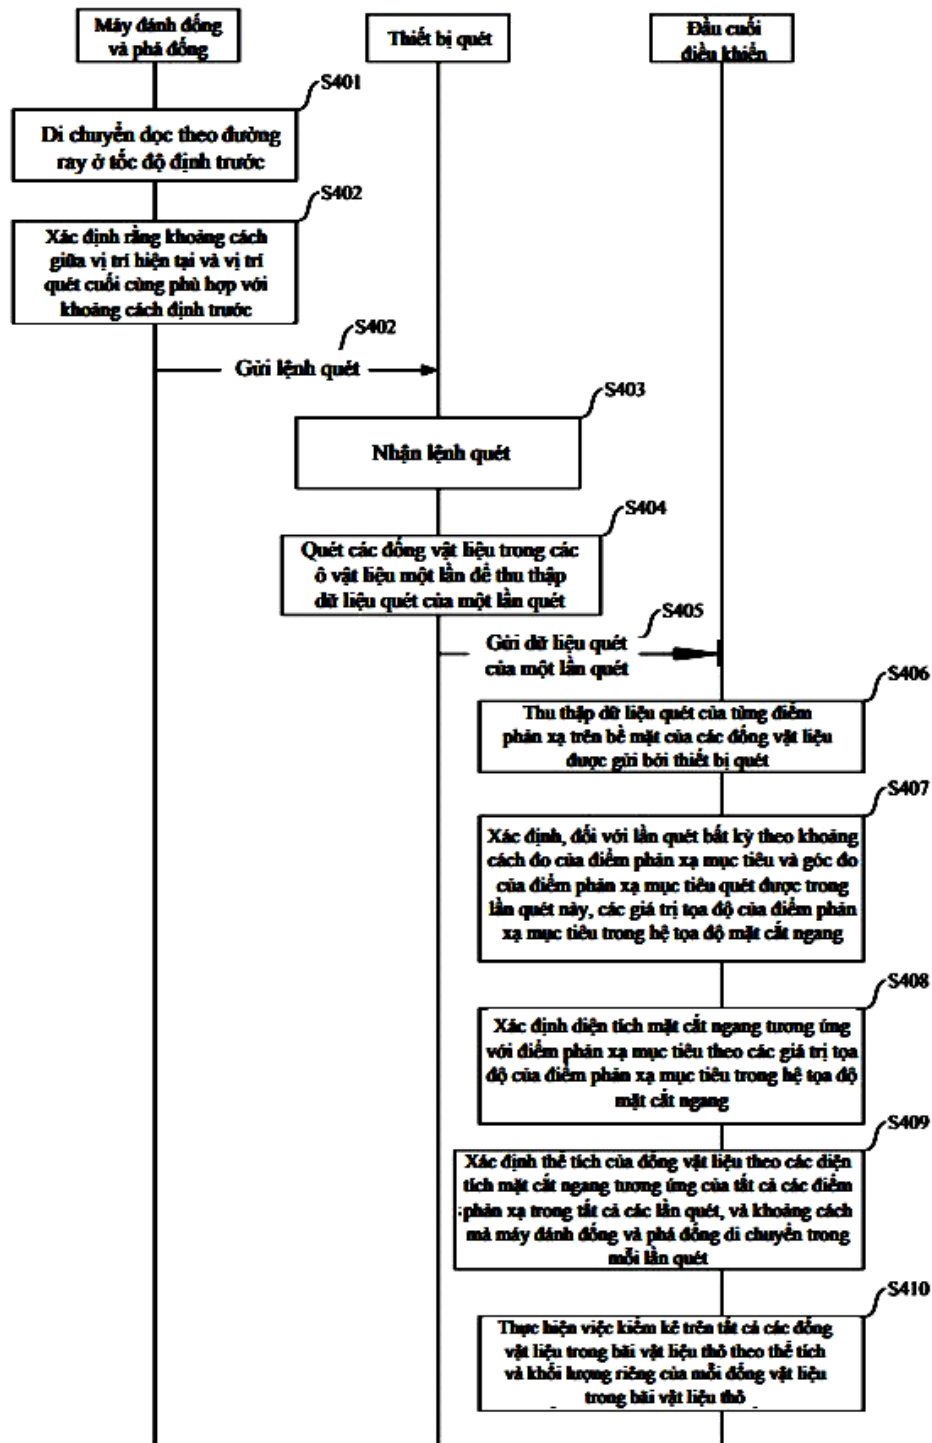 Máy đánh đống
và phá đống
Thiết bị quét
Đầu cuối
điều khiển
S401
Di chuyển dọc theo đường
ray ở tốc độ định trước
S402
Xác định rằng khoảng cách
giữa vị trí hiện tại và vị trí
quét cuối cùng phù hợp với
khoảng cách định trước
S402
Gửi lệnh quét
S403
Nhận lệnh quét
S404
Quét các đống vật liệu trong các
ô vật liệu một lần để thu thập
dữ liệu quét của một lần quét
S405
Gửi dữ liệu quét
của một lần quét
S406
Thu thập dữ liệu quét của từng điểm
phản xạ trên bề mặt của các đống vật liệu
được gửi bởi thiết bị quét
S407
Xác định, đối với lần quét bất kỳ theo khoảng
cách đo của điểm phản xạ mục tiêu và góc đo
của điểm phản xạ mục tiêu quét được trong
lần quét này, các giá trị tọa độ của điểm phản
xạ mục tiêu trong hệ tọa độ mặt cắt ngang
S408
Xác định diện tích mặt cắt ngang tương ứng
với điểm phản xạ mục tiêu theo các giá trị tọa
độ của điểm phản xạ mục tiêu trong hệ tọa độ
mặt cắt ngang
S409
Xác định thể tích của đống vật liệu theo các diện
tích mặt cắt ngang tương ứng của tất cả các điểm
phản xạ trong tất cả các lần quét, và khoảng cách
mà máy đánh đống và phá đống di chuyển trong
mỗi lần quét
S410
Thực hiện việc kiểm kê trên tất cả các đống
vật liệu trong bãi vật liệu thô theo thể tích
và khối lượng riêng của mỗi đống vật liệu
trong bãi vật liệu thô